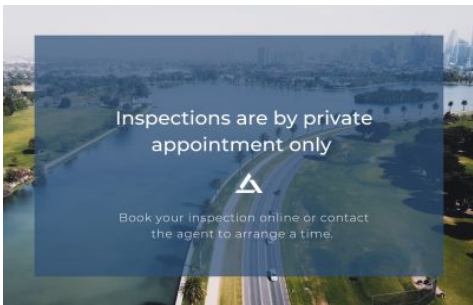 Inspections are by private
appointment only
Book your inspection online or contact
the agent to arrange a time.